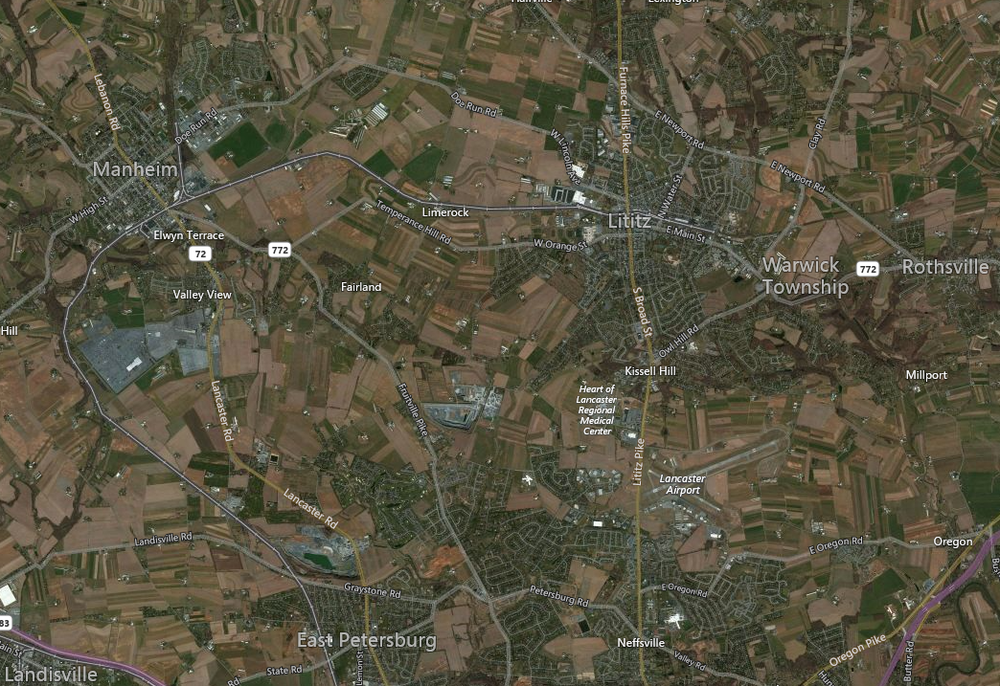 Lexington
Lebanon Rd
Furnace Hills Pike
Doe Run Rd
Doe Run Rd
E Newport Rd
Clay Rd
W Lincoln Ave
Manheim
E Newport Rd
W High St
N Water St
Limerock
Temperance Hill Rd
Lititz
E Main St
Elwyn Terrace
W Orange St
72
772
Warwick
Township
772
Rothsville
Fairland
Valley View
S Broad St
Hill
Owl Hill Rd
Kissell Hill
Millport
Lancaster Rd
Fruitville Pike
Heart of
Lancaster
Regional
Medical
Center
Lititz Pike
Lancaster
Airport
Lancaster Rd
Landisville Rd
E Oregon Rd
Oregon
Graystone Rd
Petersburg Rd
E Oregon Rd
83
East Petersburg
Neffsville
Oregon Pike
Butter Rd
Valley Rd
Landisville
State Rd
Rd
Lemon St